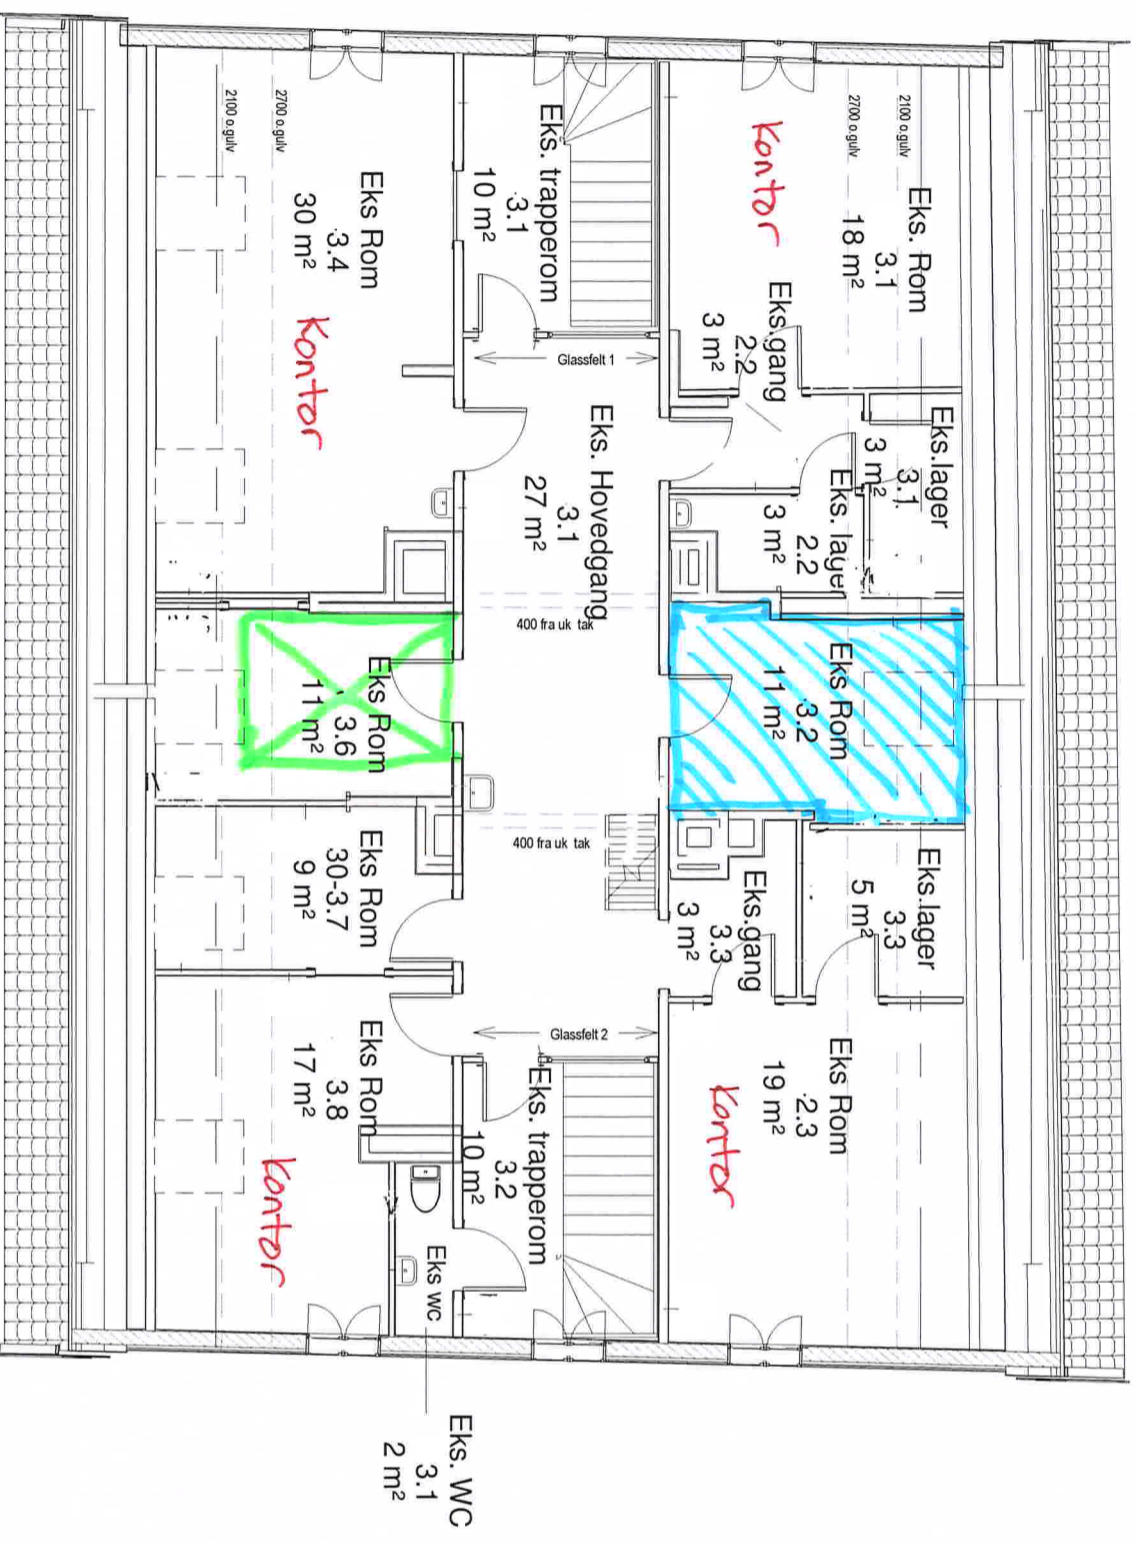 2100 o.gulv
2700 o.gulv
Eks Rom
3.4
30 m²
Kontor
Eks. trapperom
3.1
10 m²
Kontor
2700 o.gulv
2100 o.gulv
Eks. Rom
3.1
18 m²
Eks.gang
2.2
3 m²
Glassfelt 1
Eks. Hovedgang
3.1
27 m²
Eks.lager
3.1.
3 m²
Eks. lager
2.2
3 m²
400 fra uk tak
Eks Rom
3.6
11 m²
Eks Rom
3.2
11 m²
400 fra uk tak
Eks Rom
30-3.7
9 m²
Eks.gang
3.3
3 m²
Eks.lager
3.3
5 m²
Eks Rom
3.8
17 m²
Kontor
Glassfelt 2
Eks. trapperom
3.2
10 m²
Eks Rom
2.3
19 m²
Kontor
Eks wc
Eks. WC
3.1
2 m²